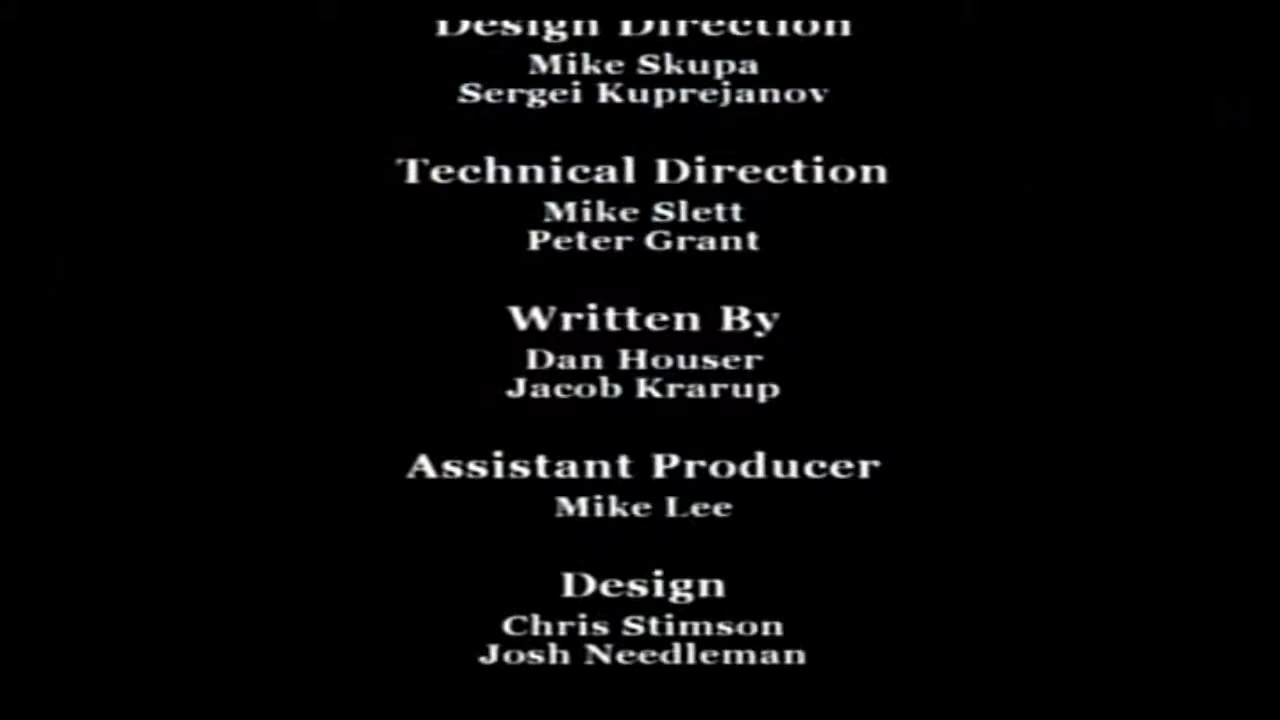 Design Direction
Mike Skupa
Sergei Kuprejanov
Technical Direction
Mike Slett
Peter Grant
Written By
Dan Houser
Jacob Krarup
Assistant Producer
Mike Lee
Design
Chris Stimson
Josh Needleman